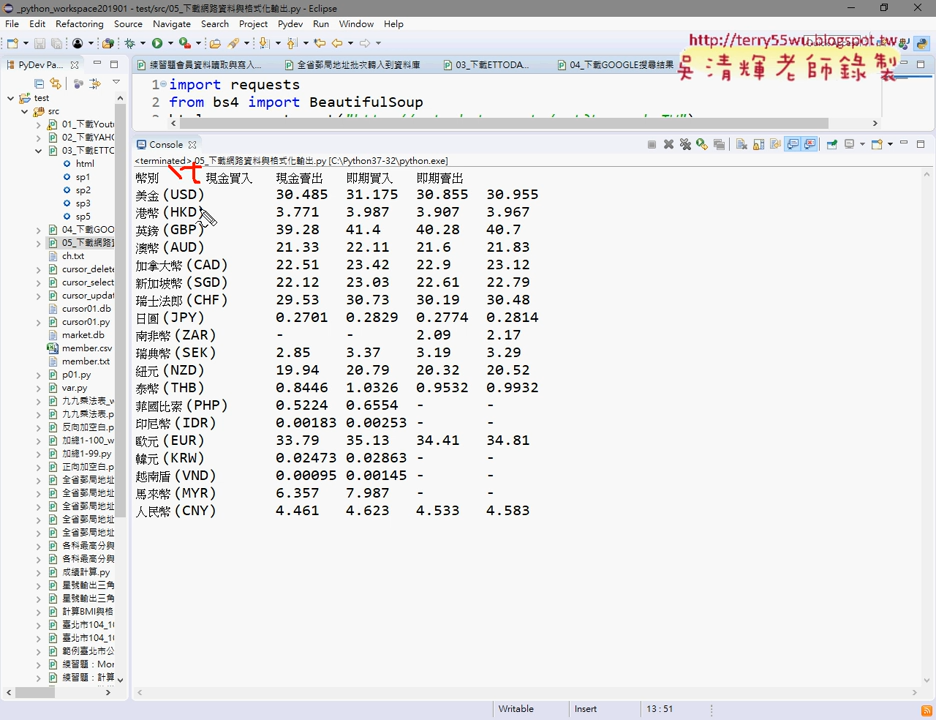 _python_workspace201901 - test/src/05_下載網路資料與格式化輸出.py - Eclipse
File Edit Refactoring Source Navigate Search Project Pydev Run Window Help
http://terry55wu.blogspot.tw
吳清輝老師錄製
PyDev Pa
練習題會員資料讀取與寫入...
全省郵局地址批次轉入到資料庫
03_下載ETTODA...
04_下載GOOGLE搜尋結果
test
src
01_下載Yout
02_下載YAHO
03_下載ETTO
html
sp1
sp2
sp3
sp5
04_下載GOO
05_下載網路資
ch.txt
cursor_delete
cursor_select
cursor_upda
cursor01.db
cursor01.py
market.db
member.csv
member.txt
p01.py
var.py
九九乘法表_w
九九乘法表.p
反向加空白.p
加總1-100_w
加總1-99.py
正向加空白.p
全省郵局地址
全省郵局地址
全省郵局地址
全省郵局地址
全省郵局地址
各科最高分與
各科最高分與
成績計算.py
星號輸出三角
星號輸出三角
計算BMI與格
臺北市104_10
臺北市104_10
範例臺北市公
練習題：Mor
練習題：計算
1 import requests
2 from bs4 import BeautifulSoup
Console
<terminated> 05_下載網路資料與格式化輸出.py [C:\Python37-32\python.exe]
\t
幣別 現金買入 現金賣出 即期買入 即期賣出
美金 (USD) 30.485 31.175 30.855 30.955
港幣 (HKD) 3.771 3.987 3.907 3.967
英鎊 (GBP) 39.28 41.4 40.28 40.7
澳幣 (AUD) 21.33 22.11 21.6 21.83
加拿大幣 (CAD) 22.51 23.42 22.9 23.12
新加坡幣 (SGD) 22.12 23.03 22.61 22.79
瑞士法郎 (CHF) 29.53 30.73 30.19 30.48
日圓 (JPY) 0.2701 0.2829 0.2774 0.2814
南非幣 (ZAR) - - 2.09 2.17
瑞典幣 (SEK) 2.85 3.37 3.19 3.29
紐元 (NZD) 19.94 20.79 20.32 20.52
泰幣 (THB) 0.8446 1.0326 0.9532 0.9932
菲國比索 (PHP) 0.5224 0.6554 - -
印尼幣 (IDR) 0.00183 0.00253 - -
歐元 (EUR) 33.79 35.13 34.41 34.81
韓元 (KRW) 0.02473 0.02863 - -
越南盾 (VND) 0.00095 0.00145 - -
馬來幣 (MYR) 6.357 7.987 - -
人民幣 (CNY) 4.461 4.623 4.533 4.583
Writable Insert 13 : 51